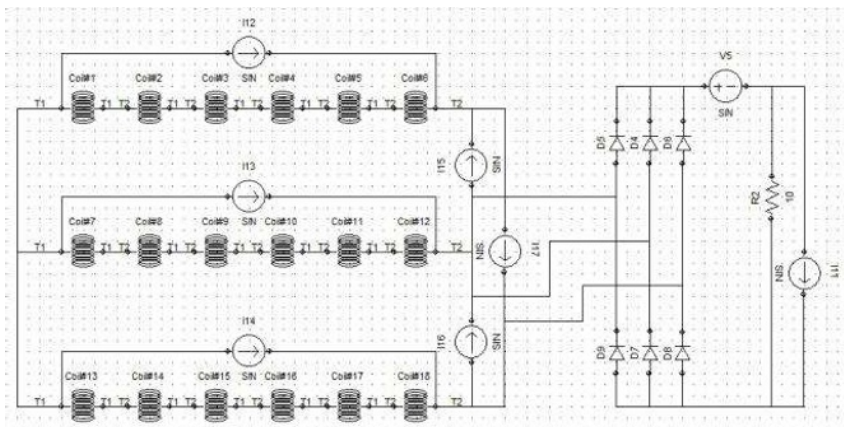 I12
Coil#1 Coil#2 Coil#3 SIN Coil#4 Coil#5 Coil#6
T1 T1 T2 T1 T2 T1 T2 T1 T2 T1 T2 T2
V5
SIN
D5 D4 D6
I15 SIN
I13
Coil#7 Coil#8 Coil#9 SIN Coil#10 Coil#11 Coil#12
T1 T1 T2 T1 T2 T1 T2 T1 T2 T1 T2 T2
SIN I17
R2 10
SIN I11
I14
I16 SIN
D9 D7 D8
Coil#13 Coil#14 Coil#15 SIN Coil#16 Coil#17 Coil#18
T1 T1 T2 T1 T2 T1 T2 T1 T2 T1 T2 T2